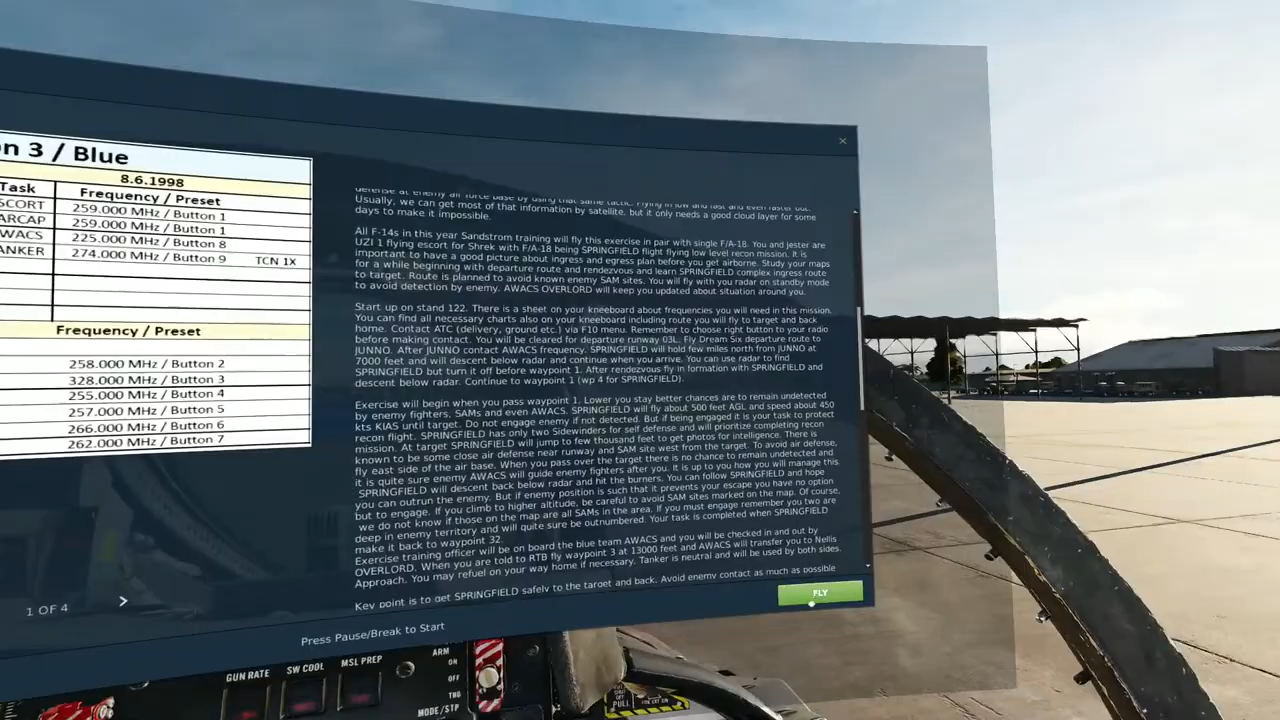 n 3 / Blue
8.6.1998
Task
Frequency / Preset
SCORT
259.000 MHz / Button 1
ARCAP
259.000 MHz / Button 1
WACS
225.000 MHz / Button 8
ANKER
274.000 MHz / Button 9
TCN 1X
Frequency / Preset
258.000 MHz / Button 2
328.000 MHz / Button 3
255.000 MHz / Button 4
257.000 MHz / Button 5
266.000 MHz / Button 6
262.000 MHz / Button 7
1 OF 4
defense at enemy air force base by using that same tactic. Flying in low and fast and even faster out.
Usually, we can get most of that information by satellite, but it only needs a good cloud layer for some
days to make it impossible.
All F-14s in this year Sandstrom training will fly this exercise in pair with single F/A-18. You and jester are
UZI 1 flying escort for Shrek with F/A-18 being SPRINGFIELD flight flying low level recon mission. It is
important to have a good picture about ingress and egress plan before you get airborne. Study your maps
for a while beginning with departure route and rendezvous and learn SPRINGFIELD complex ingress route
to target. Route is planned to avoid known enemy SAM sites. You will fly with you radar on standby mode
to avoid detection by enemy. AWACS OVERLORD will keep you updated about situation around you.
Start up on stand 122. There is a sheet on your kneeboard about frequencies you will need in this mission.
You can find all necessary charts also on your kneeboard including route you will fly to target and back
home. Contact ATC (delivery, ground etc.) via F10 menu. Remember to choose right button to your radio
before making contact. You will be cleared for departure runway 03L. Fly Dream Six departure route to
JUNNO. After JUNNO contact AWACS frequency. SPRINGFIELD will hold few miles north from JUNNO at
7000 feet and will descent below radar and continue when you arrive. You can use radar to find
SPRINGFIELD but turn it off before waypoint 1. After rendezvous fly in formation with SPRINGFIELD and
descent below radar. Continue to waypoint 1 (wp 4 for SPRINGFIELD).
Exercise will begin when you pass waypoint 1. Lower you stay better chances are to remain undetected
by enemy fighters, SAMs and even AWACS. SPRINGFIELD will fly about 500 feet AGL and speed about 450
kts KIAS until target. Do not engage enemy if not detected. But if being engaged it is your task to protect
recon flight. SPRINGFIELD has only two Sidewinders for self defense and will prioritize completing recon
mission. At target SPRINGFIELD will jump to few thousand feet to get photos for intelligence. There is
known to be some close air defense near runway and SAM site west from the target. To avoid air defense,
fly east side of the air base. When you pass over the target there is no chance to remain undetected and
it is quite sure enemy AWACS will guide enemy fighters after you. It is up to you how you will manage this
SPRINGFIELD will descent back below radar and hit the burners. You can follow SPRINGFIELD and hope
you can outrun the enemy. But if enemy position is such that it prevents your escape you have no option
but to engage. If you climb to higher altitude, be careful to avoid SAM sites marked on the map. Of course,
we do not know if those on the map are all SAMs in the area. If you must engage remember you two are
deep in enemy territory and will quite sure be outnumbered. Your task is completed when SPRINGFIELD
make it back to waypoint 32.
Exercise training officer will be on board the blue team AWACS and you will be checked in and out by
OVERLORD. When you are told to RTB fly waypoint 3 at 13000 feet and AWACS will transfer you to Nellis
Approach. You may refuel on your way home if necessary. Tanker is neutral and will be used by both sides.
Key point is to get SPRINGFIELD safely to the target and back. Avoid enemy contact as much as possible
FLY
Press Pause/Break to Start
GUN RATE
SW COOL
MSL PREP
ARM
ON
OFF
MODE/STP
PULL